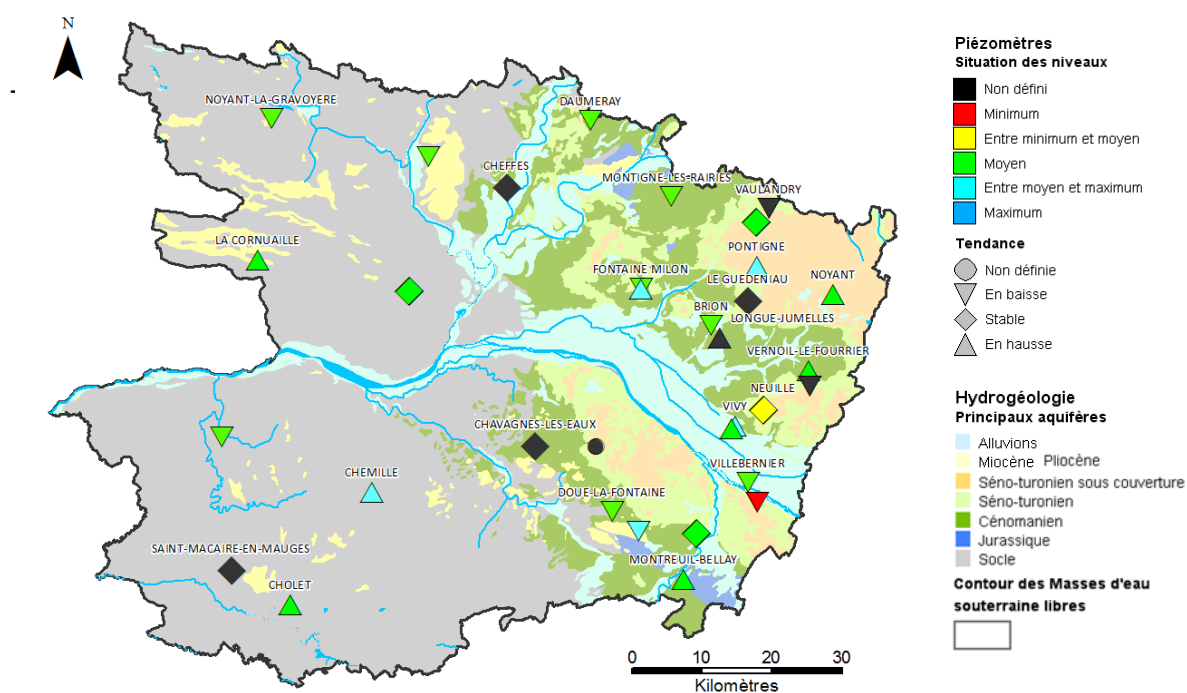 N
NOYANT-LA-GRAVOYERE
DAUMERAY
CHEFFES
MONTIGNE-LES-RAIRIES
VAULANDRY
LA CORNUAILLE
PONTIGNE
FONTAINE MILON
LE GUEDENIAU
NOYANT
BRION
LONGUE-JUMELLES
VERNOIL-LE-FOURRIER
NEUILLE
VIVY
CHAVAGNES-LES-EAUX
CHEMILLE
VILLEBERNIER
DOUE-LA-FONTAINE
SAINT-MACAIRE-EN-MAUGES
MONTREUIL-BELLAY
CHOLET
0 10 20 30
Kilomètres
Piézomètres
Situation des niveaux
Non défini
Minimum
Entre minimum et moyen
Moyen
Entre moyen et maximum
Maximum
Tendance
Non définie
En baisse
Stable
En hausse
Hydrogéologie
Principaux aquifères
Alluvions
Miocène Pliocène
Séno-turonien sous couverture
Séno-turonien
Cénomanien
Jurassique
Socle
Contour des Masses d'eau
souterraine libres